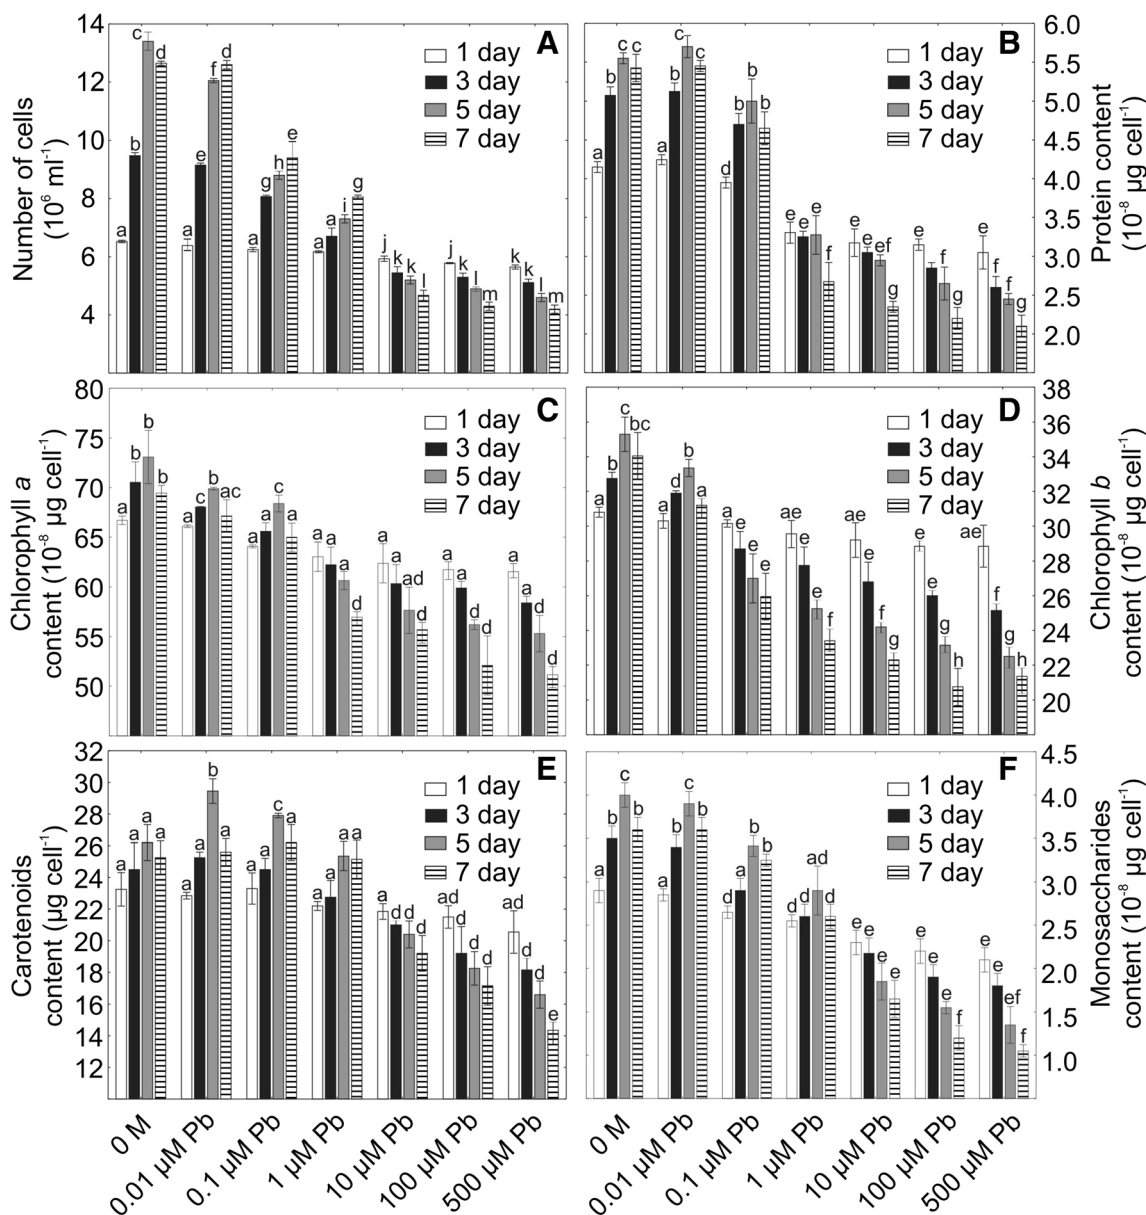 14
12
10
8
6
4
Number of cells
(10⁶ ml⁻¹)
A
1 day
3 day
5 day
7 day
a b c d
a e f d
a g h e
a a i g
j k k l
j k l m
k k l m
B
1 day
3 day
5 day
7 day
6.0
5.5
5.0
4.5
4.0
3.5
3.0
2.5
2.0
Protein content
(10⁻⁸ µg cell⁻¹)
a b c c
a b c c
d b b b
e e e f
e e ef g
e e f g
e f f g
80
75
70
65
60
55
50
Chlorophyll a
content (10⁻⁸ µg cell⁻¹)
C
1 day
3 day
5 day
7 day
a b b b
a c b ac
a a c a
a a a d
a a ad d
a a d d
a a d d
D
1 day
3 day
5 day
7 day
38
36
34
32
30
28
26
24
22
20
Chlorophyll b
content (10⁻⁸ µg cell⁻¹)
a b c bc
a d b a
a e e e
ae e f f
ae e g g
e e g h
ae f g h
32
30
28
26
24
22
20
18
16
14
12
Carotenoids
content (µg cell⁻¹)
E
1 day
3 day
5 day
7 day
a a a a
a a b a
a a c a
a a a a
a d d d
ad d d d
ad d d e
F
1 day
3 day
5 day
7 day
4.5
4.0
3.5
3.0
2.5
2.0
1.5
1.0
Monosaccharides
content (10⁻⁸ µg cell⁻¹)
a b c b
a b c b
d a b b
d d ad d
e e e e
e e e f
e e ef f
0 M
0.01 µM Pb
0.1 µM Pb
1 µM Pb
10 µM Pb
100 µM Pb
500 µM Pb
0 M
0.01 µM Pb
0.1 µM Pb
1 µM Pb
10 µM Pb
100 µM Pb
500 µM Pb